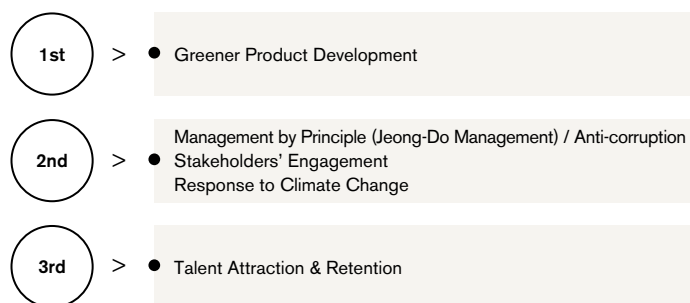 1st > • Greener Product Development
Management by Principle (Jeong-Do Management) / Anti-corruption
2nd > • Stakeholders' Engagement
Response to Climate Change
3rd > • Talent Attraction & Retention